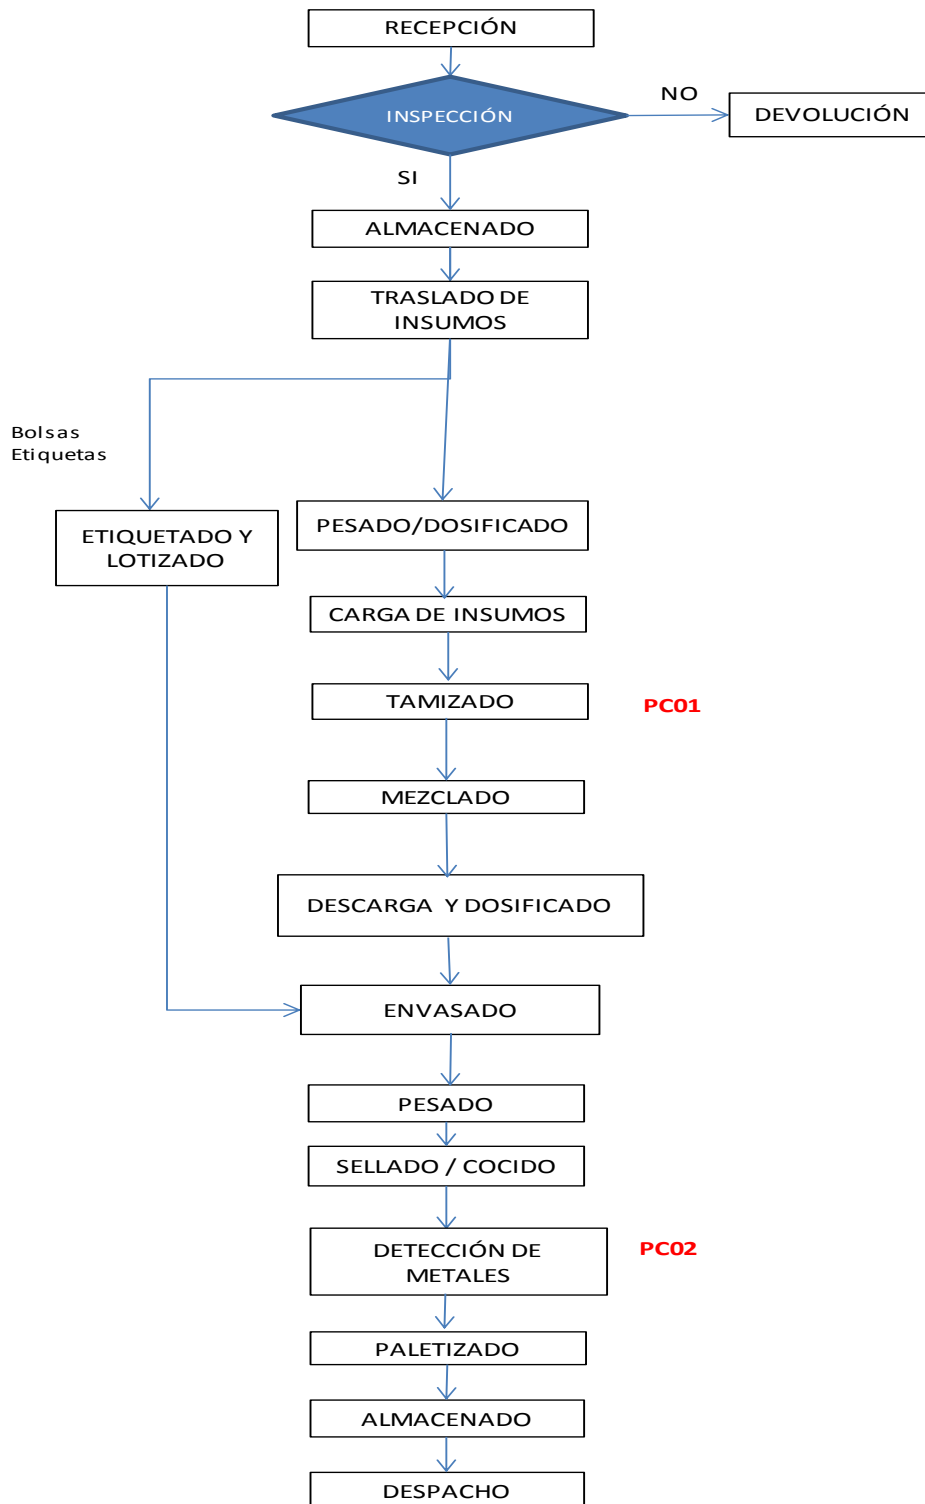 RECEPCIÓN
INSPECCIÓN
NO
DEVOLUCIÓN
SI
ALMACENADO
TRASLADO DE
INSUMOS
Bolsas
Etiquetas
ETIQUETADO Y
LOTIZADO
PESADO/DOSIFICADO
CARGA DE INSUMOS
TAMIZADO
PC01
MEZCLADO
DESCARGA Y DOSIFICADO
ENVASADO
PESADO
SELLADO / COCIDO
DETECCIÓN DE
METALES
PC02
PALETIZADO
ALMACENADO
DESPACHO